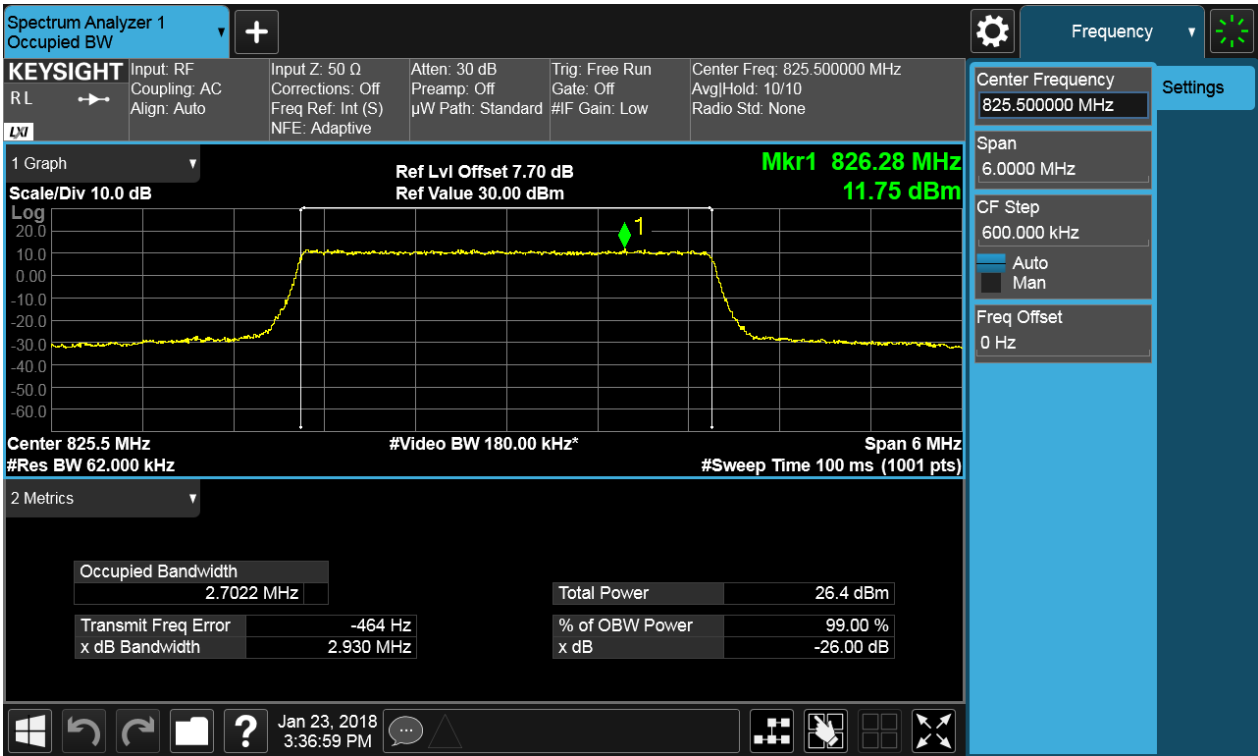 Spectrum Analyzer 1
Occupied BW
+
Frequency
KEYSIGHT
R L
LXI
Input: RF
Coupling: AC
Align: Auto
Input Z: 50 Ω
Corrections: Off
Freq Ref: Int (S)
NFE: Adaptive
Atten: 30 dB
Preamp: Off
µW Path: Standard
Trig: Free Run
Gate: Off
#IF Gain: Low
Center Freq: 825.500000 MHz
Avg|Hold: 10/10
Radio Std: None
Center Frequency
825.500000 MHz
Settings
Span
6.0000 MHz
CF Step
600.000 kHz
Auto
Man
Freq Offset
0 Hz
1 Graph
Scale/Div 10.0 dB
Ref Lvl Offset 7.70 dB
Ref Value 30.00 dBm
Mkr1 826.28 MHz
11.75 dBm
Log
20.0
10.0
0.00
-10.0
-20.0
-30.0
-40.0
-50.0
-60.0
1
Center 825.5 MHz
#Video BW 180.00 kHz*
Span 6 MHz
#Res BW 62.000 kHz
#Sweep Time 100 ms (1001 pts)
2 Metrics
Occupied Bandwidth
2.7022 MHz
Total Power 26.4 dBm
Transmit Freq Error -464 Hz
% of OBW Power 99.00 %
x dB Bandwidth 2.930 MHz
x dB -26.00 dB
?
Jan 23, 2018
3:36:59 PM